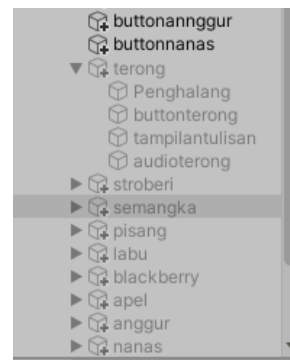 buttonannggur
buttonnanas
terong
Penghalang
buttonterong
tampilantulisan
audioterong
stroberi
semangka
pisang
labu
blackberry
apel
anggur
nanas